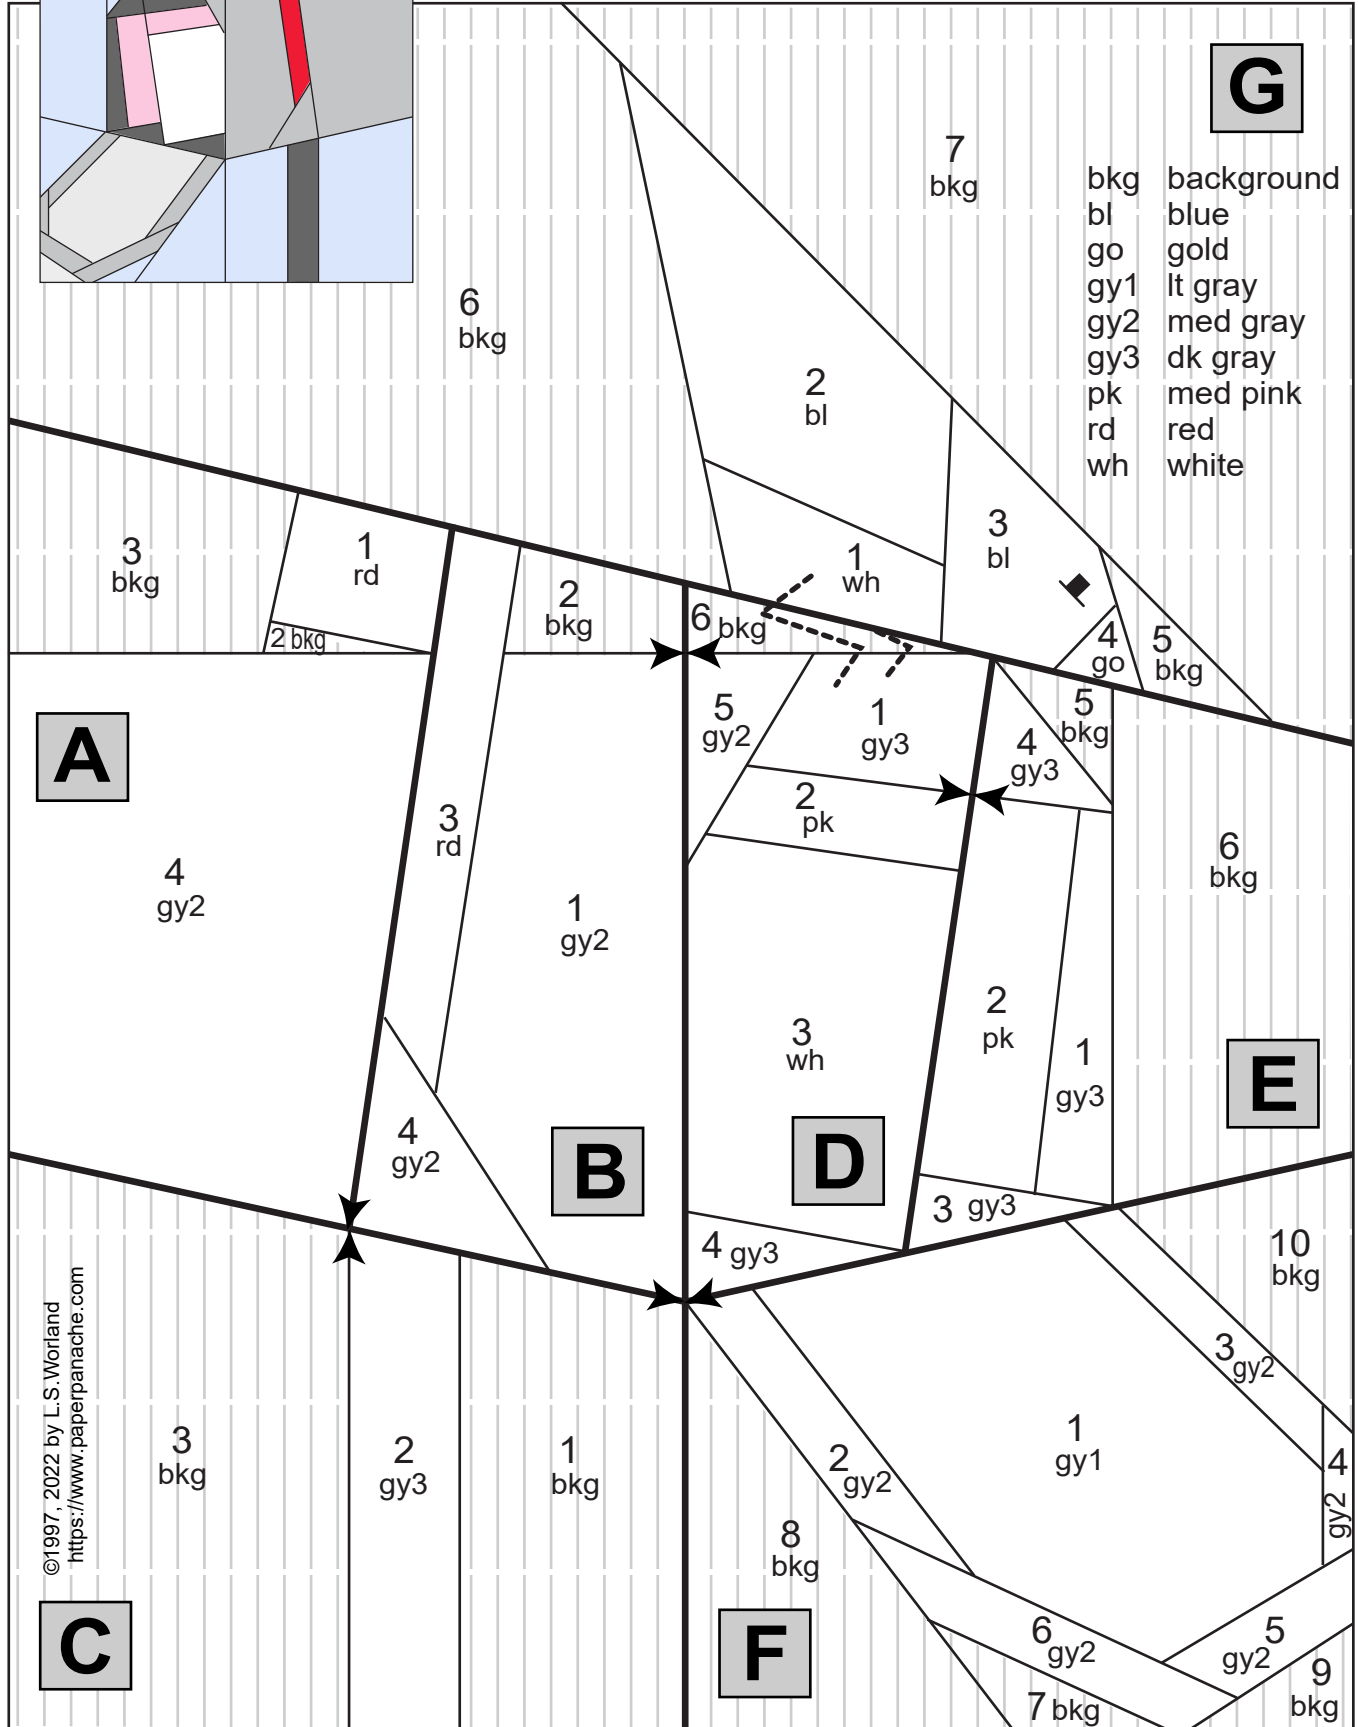 G
7
bkg
bkg background
bl blue
go gold
gy1 lt gray
gy2 med gray
gy3 dk gray
pk med pink
rd red
wh white
6
bkg
2
bl
3
bkg
1
rd
2 bkg
2
bkg
6 bkg
1
wh
3
bl
4
go
5
bkg
A
4
gy2
3
rd
1
gy2
4
gy2
B
5
gy2
1
gy3
2
pk
3
wh
4 gy3
D
5
bkg
4
gy3
2
pk
1
gy3
3 gy3
6
bkg
E
©1997, 2022 by L.S.Worland
https://www.paperpanache.com
3
bkg
2
gy3
1
bkg
C
10
bkg
3 gy2
1
gy1
4
gy2
2 gy2
8
bkg
6 gy2
5
gy2
9
bkg
7 bkg
F